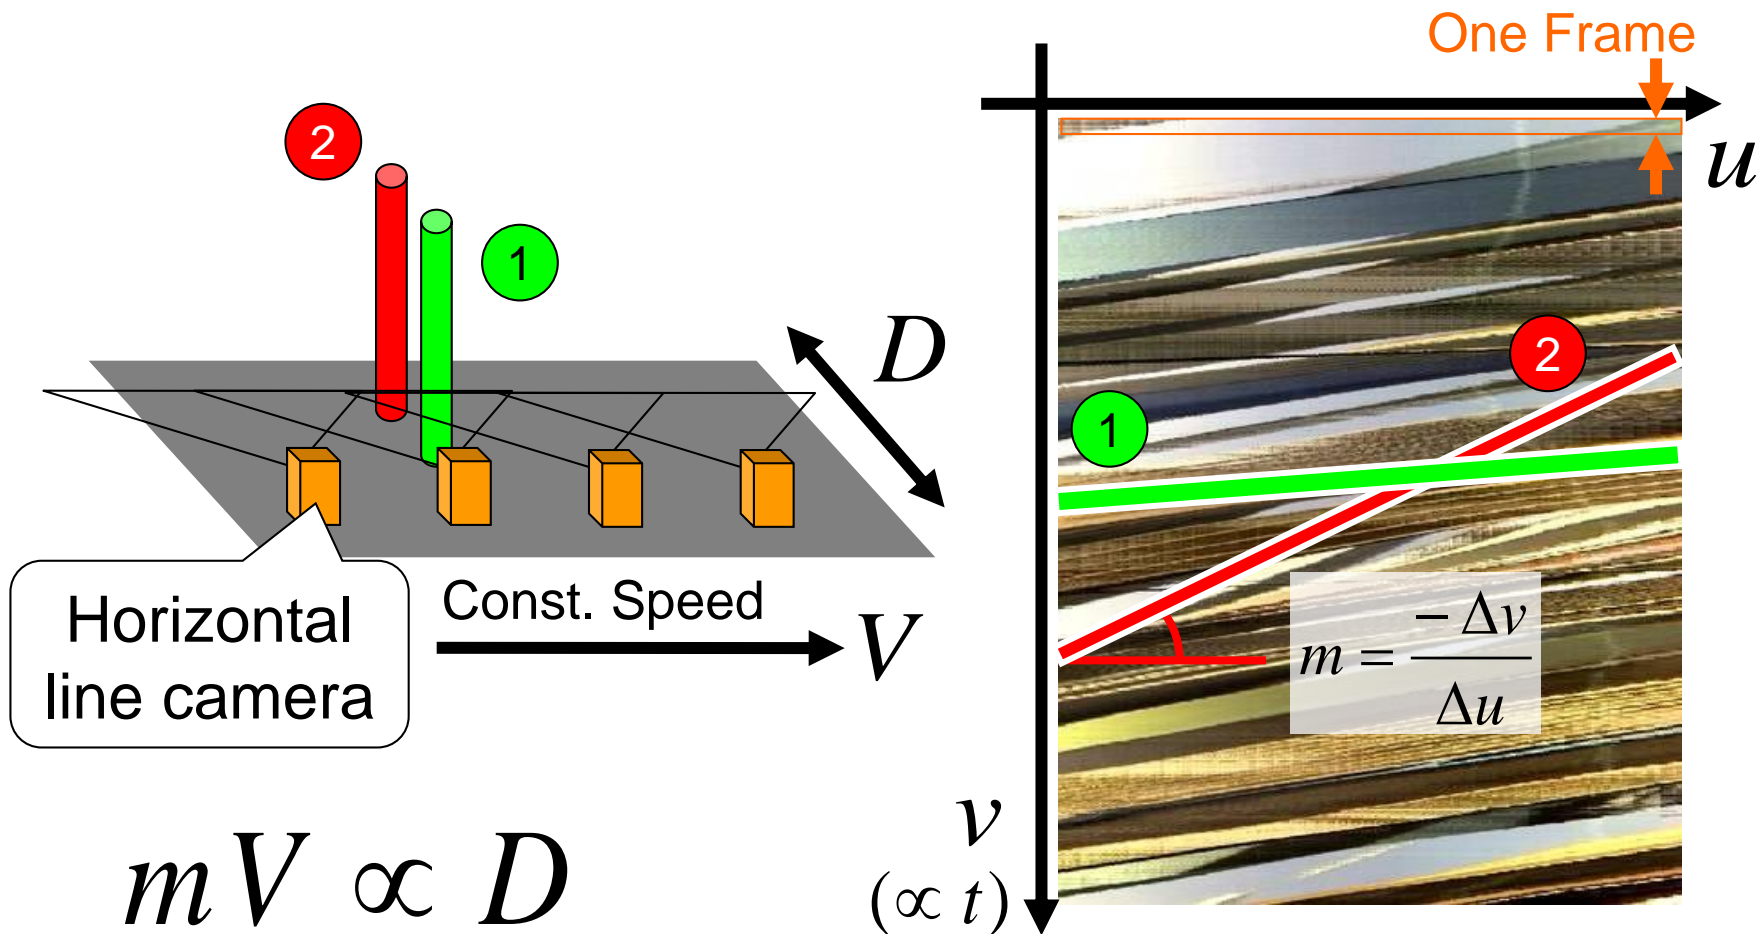 One Frame
u
2
1
D
2
1
Horizontal
line camera
Const. Speed
V
m = −Δv / Δu
v
(∝ t)
mV ∝ D